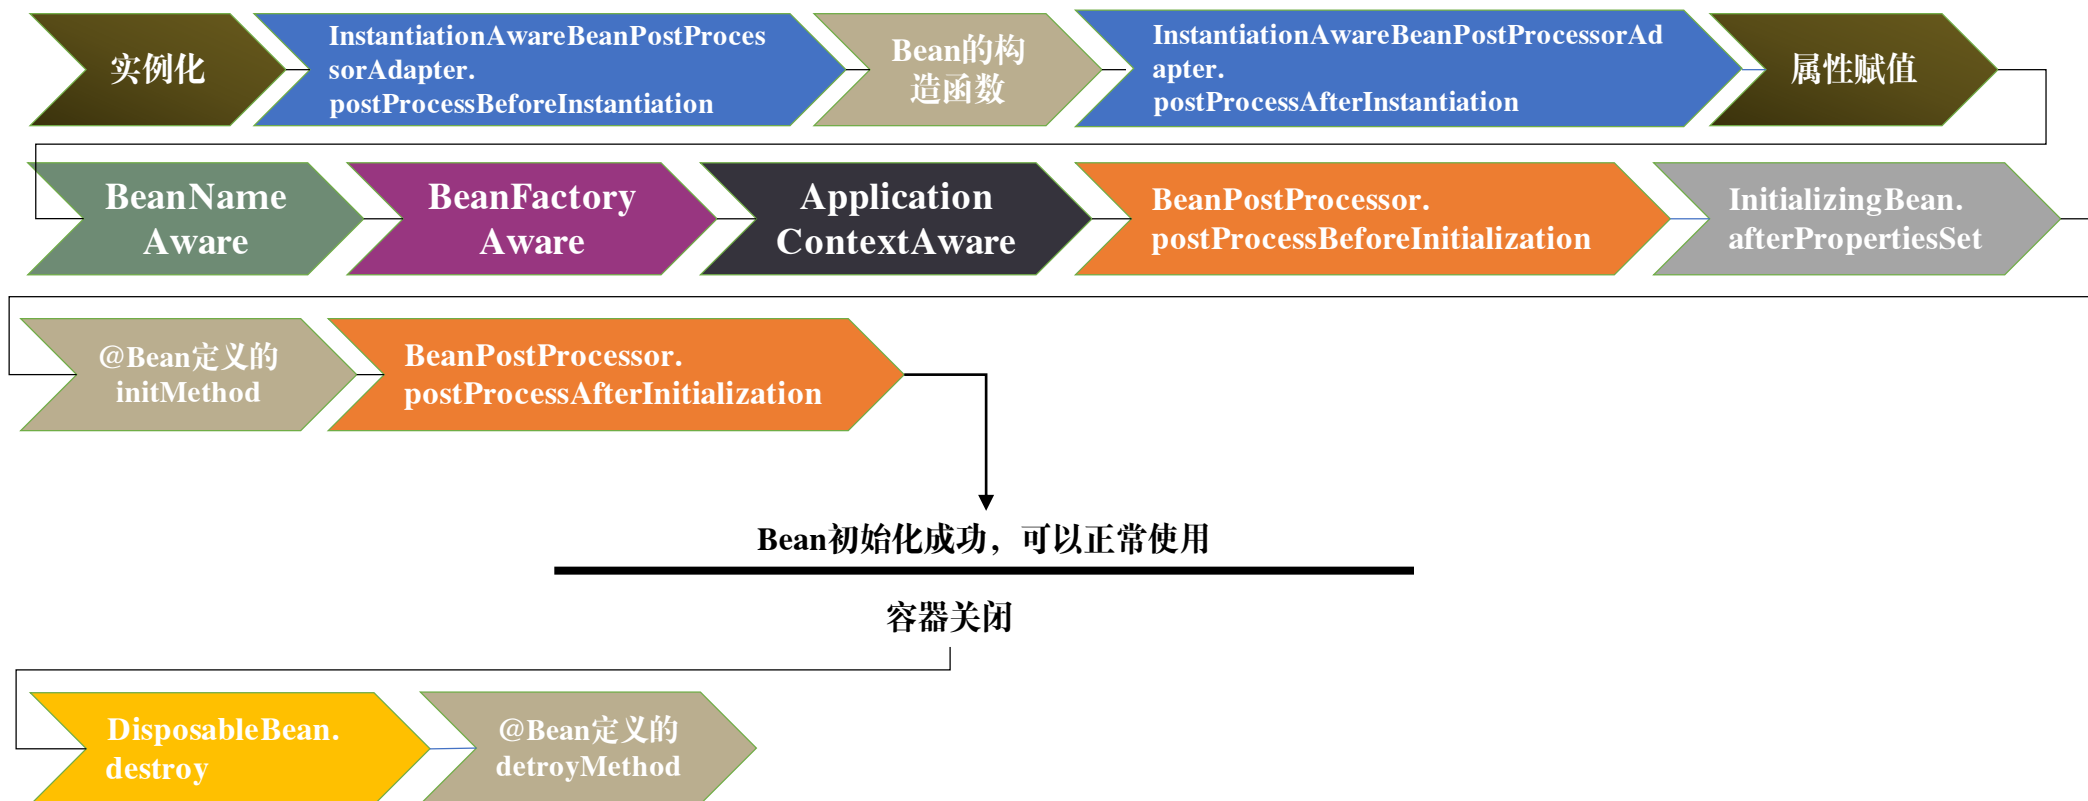 实例化
InstantiationAwareBeanPostProces
sorAdapter.
postProcessBeforeInstantiation
Bean的构
造函数
InstantiationAwareBeanPostProcessorAd
apter.
postProcessAfterInstantiation
属性赋值
BeanName
Aware
BeanFactory
Aware
Application
ContextAware
BeanPostProcessor.
postProcessBeforeInitialization
InitializingBean.
afterPropertiesSet
@Bean定义的
initMethod
BeanPostProcessor.
postProcessAfterInitialization
Bean初始化成功，可以正常使用
容器关闭
DisposableBean.
destroy
@Bean定义的
detroyMethod